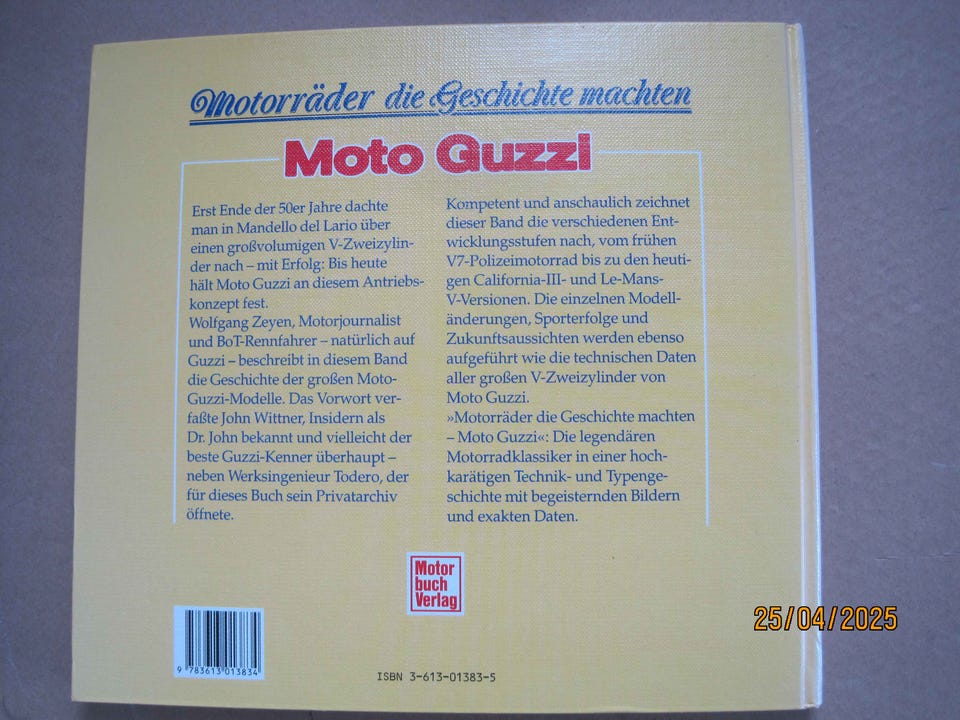 Motorräder die Geschichte machten
Moto Guzzi
Erst Ende der 50er Jahre dachte
man in Mandello del Lario über
einen großvolumigen V-Zweizylin-
der nach – mit Erfolg: Bis heute
hält Moto Guzzi an diesem Antriebs-
konzept fest.
Wolfgang Zeyen, Motorjournalist
und BoT-Rennfahrer – natürlich auf
Guzzi – beschreibt in diesem Band
die Geschichte der großen Moto-
Guzzi-Modelle. Das Vorwort ver-
faßte John Wittner, Insidern als
Dr. John bekannt und vielleicht der
beste Guzzi-Kenner überhaupt –
neben Werksingenieur Todero, der
für dieses Buch sein Privatarchiv
öffnete.
Kompetent und anschaulich zeichnet
dieser Band die verschiedenen Ent-
wicklungsstufen nach, vom frühen
V7-Polizeimotorrad bis zu den heuti-
gen California-III- und Le-Mans-
V-Versionen. Die einzelnen Modell-
änderungen, Sporterfolge und
Zukunftsaussichten werden ebenso
aufgeführt wie die technischen Daten
aller großen V-Zweizylinder von
Moto Guzzi.
»Motorräder die Geschichte machten
– Moto Guzzi«: Die legendären
Motorradklassiker in einer hoch-
karätigen Technik- und Typenge-
schichte mit begeisternden Bildern
und exakten Daten.
Motor
buch
Verlag
9 783613 013834
ISBN 3-613-01383-5
25/04/2025